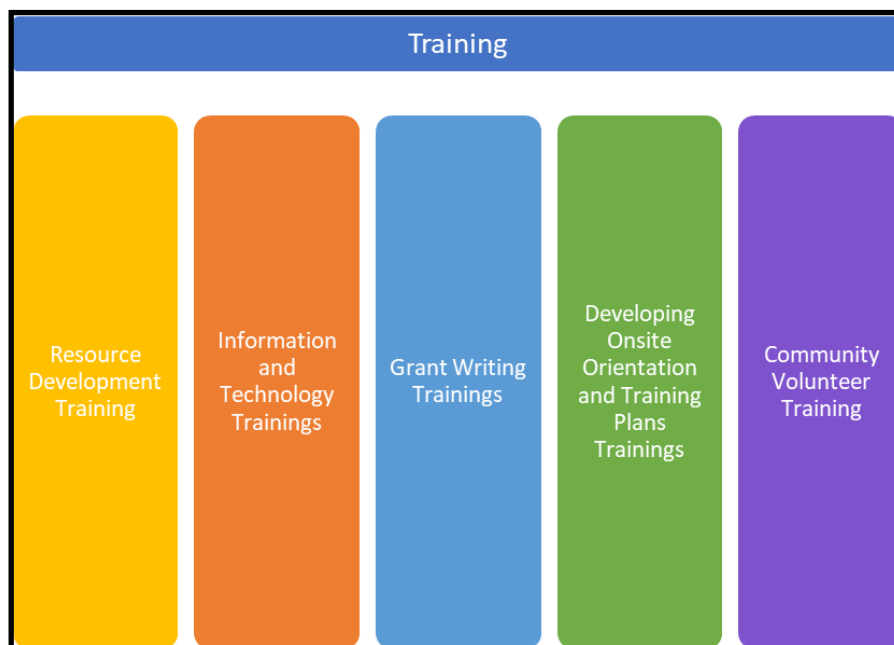 Training
Resource
Development
Training
Information
and
Technology
Trainings
Grant Writing
Trainings
Developing
Onsite
Orientation
and Training
Plans
Trainings
Community
Volunteer
Training